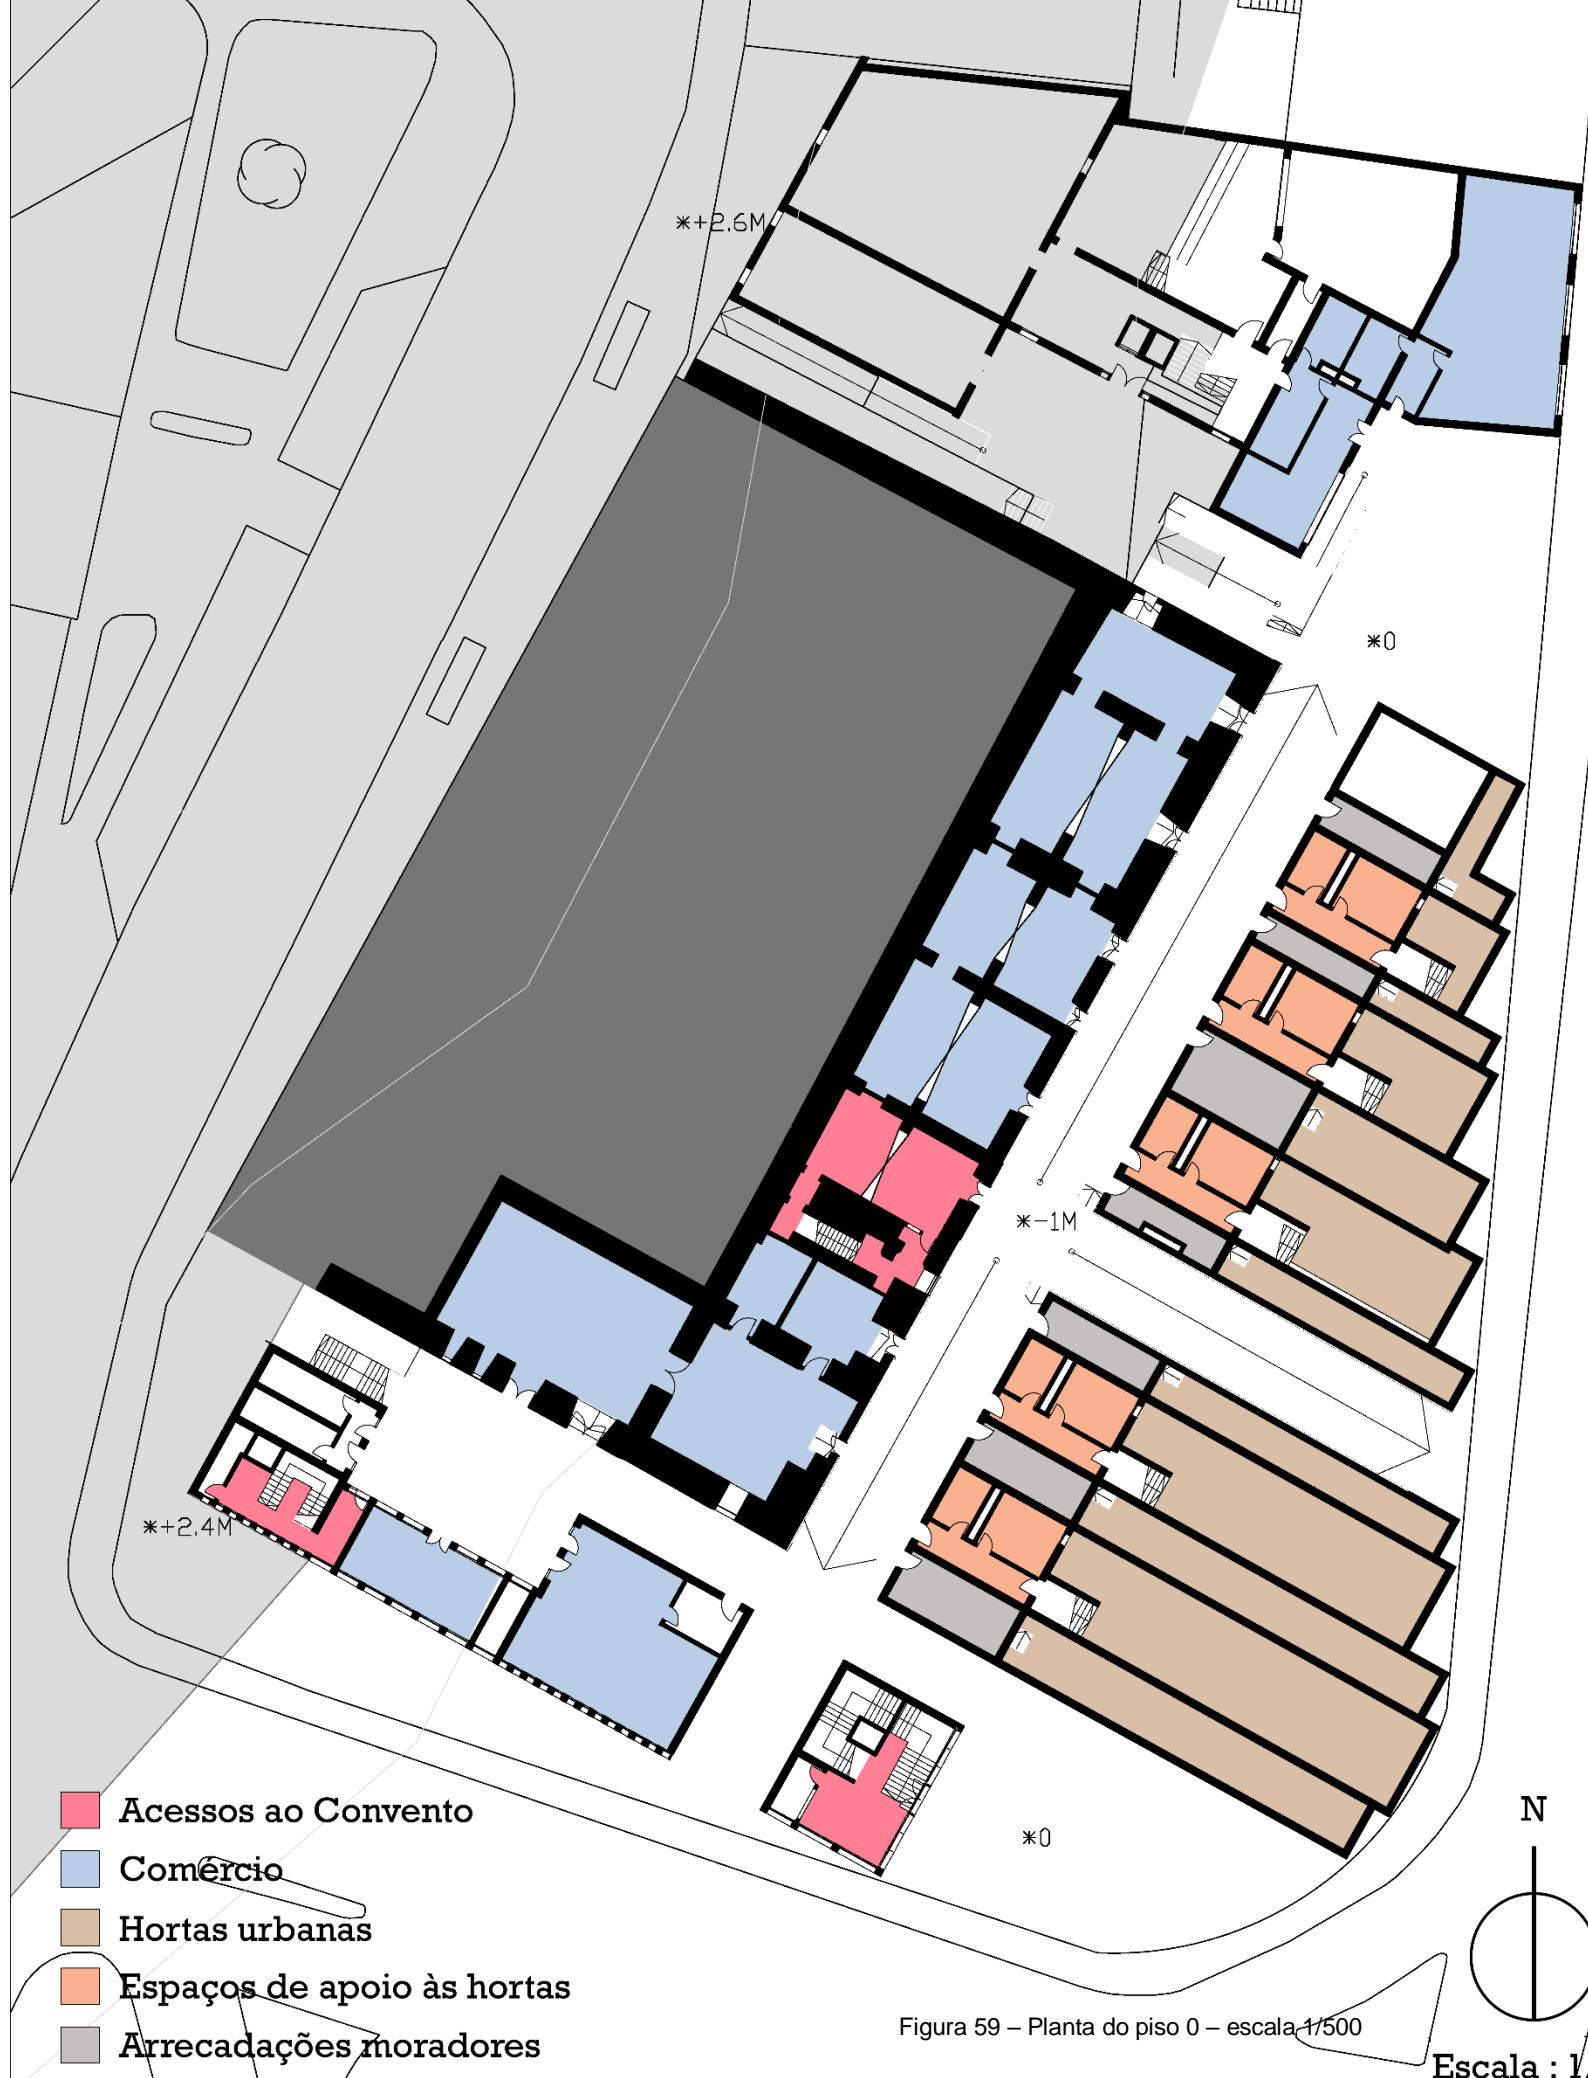 *+2.6M
*0
*-1M
*+2.4M
*0
Acessos ao Convento
Comércio
Hortas urbanas
Espaços de apoio às hortas
Arrecadações moradores
N
Figura 59 – Planta do piso 0 – escala 1/500
Escala :